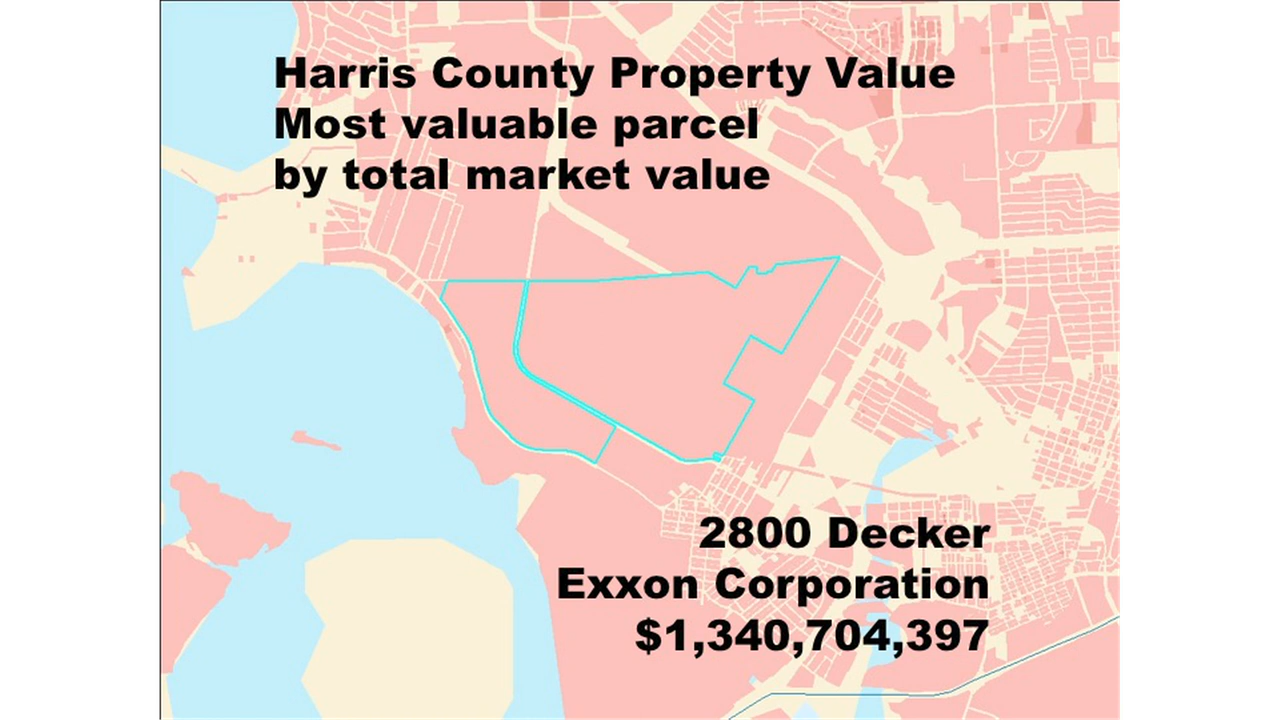 Harris County Property Value
Most valuable parcel
by total market value
2800 Decker
Exxon Corporation
$1,340,704,397